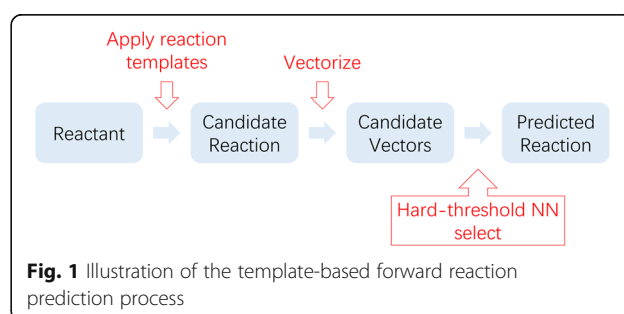 Apply reaction
templates
Vectorize
Reactant
Candidate
Reaction
Candidate
Vectors
Predicted
Reaction
Hard-threshold NN
select
Fig. 1 Illustration of the template-based forward reaction
prediction process